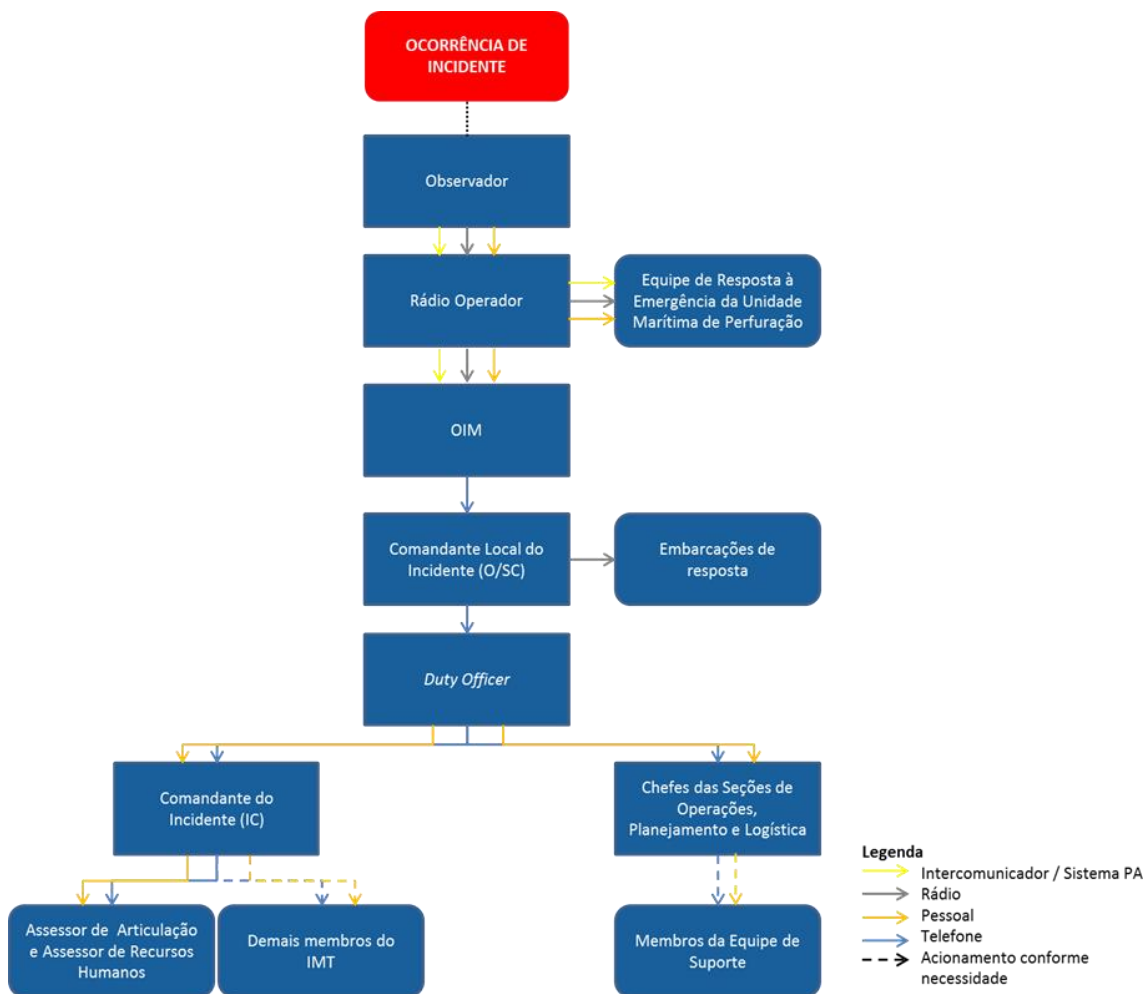 OCORRÊNCIA DE
INCIDENTE
Observador
Rádio Operador
Equipe de Resposta à
Emergência da Unidade
Marítima de Perfuração
OIM
Comandante Local do
Incidente (O/SC)
Embarcações de
resposta
Duty Officer
Comandante do
Incidente (IC)
Chefes das Seções de
Operações,
Planejamento e Logística
Assessor de Articulação
e Assessor de Recursos
Humanos
Demais membros do
IMT
Membros da Equipe de
Suporte
Legenda
Intercomunicador / Sistema PA
Rádio
Pessoal
Telefone
Acionamento conforme
necessidade